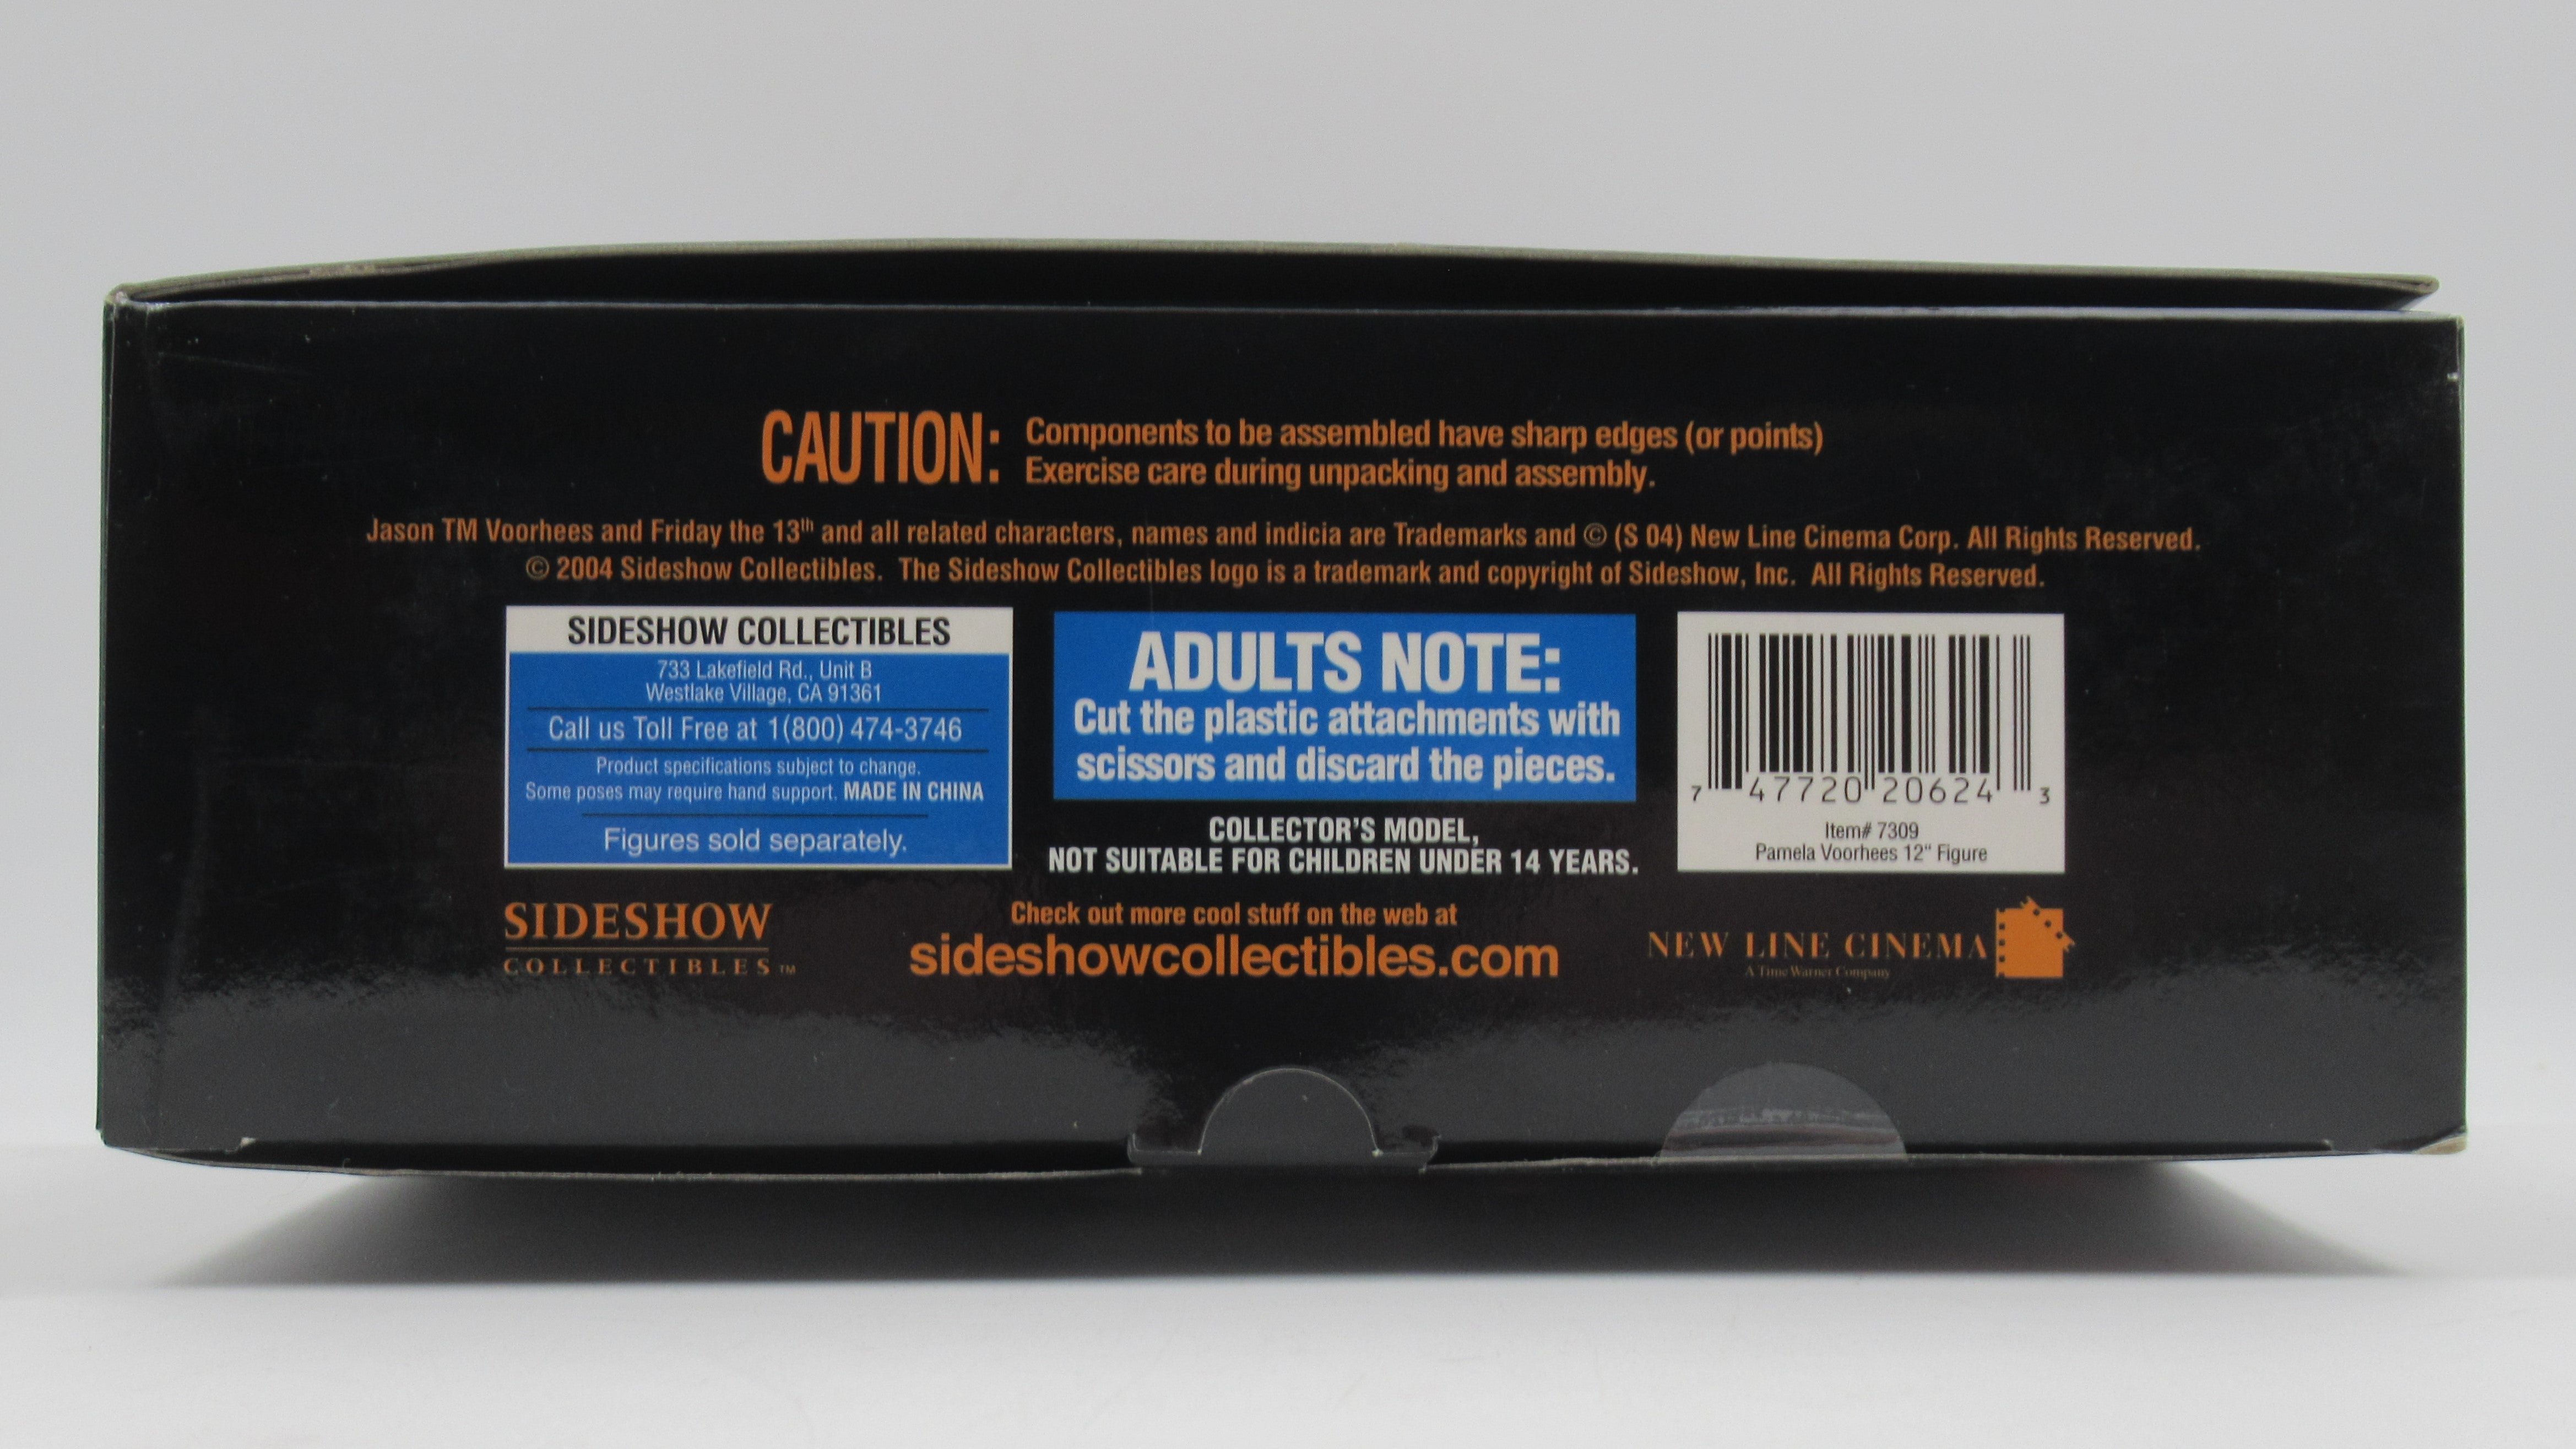 CAUTION: Components to be assembled have sharp edges (or points)
Exercise care during unpacking and assembly.
Jason TM Voorhees and Friday the 13th and all related characters, names and indicia are Trademarks and © (S 04) New Line Cinema Corp. All Rights Reserved.
© 2004 Sideshow Collectibles. The Sideshow Collectibles logo is a trademark and copyright of Sideshow, Inc. All Rights Reserved.
SIDESHOW COLLECTIBLES
733 Lakefield Rd., Unit B
Westlake Village, CA 91361
Call us Toll Free at 1(800) 474-3746
Product specifications subject to change.
Some poses may require hand support. MADE IN CHINA
Figures sold separately.
ADULTS NOTE:
Cut the plastic attachments with
scissors and discard the pieces.
COLLECTOR'S MODEL,
NOT SUITABLE FOR CHILDREN UNDER 14 YEARS.
7 47720 20624 3
Item# 7309
Pamela Voorhees 12" Figure
SIDESHOW
COLLECTIBLES TM
Check out more cool stuff on the web at
sideshowcollectibles.com
NEW LINE CINEMA
A Time Warner Company